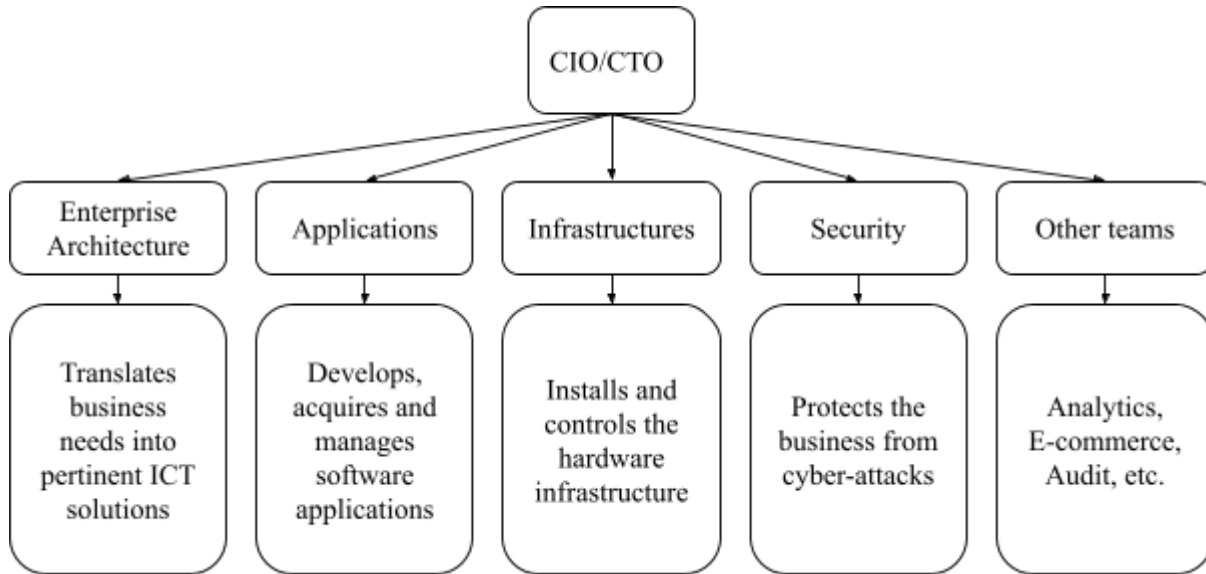 CIO/CTO
Enterprise
Architecture
Applications
Infrastructures
Security
Other teams
Translates
business
needs into
pertinent ICT
solutions
Develops,
acquires and
manages
software
applications
Installs and
controls the
hardware
infrastructure
Protects the
business from
cyber-attacks
Analytics,
E-commerce,
Audit, etc.